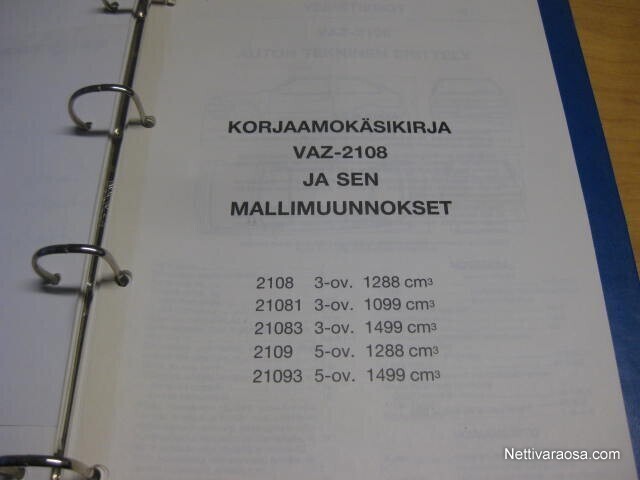 KORJAAMOKÄSIKIRJA
VAZ-2108
JA SEN
MALLIMUUNNOKSET
2108 3-ov. 1288 cm³
21081 3-ov. 1099 cm³
21083 3-ov. 1499 cm³
2109 5-ov. 1288 cm³
21093 5-ov. 1499 cm³
Nettivaraosa.com